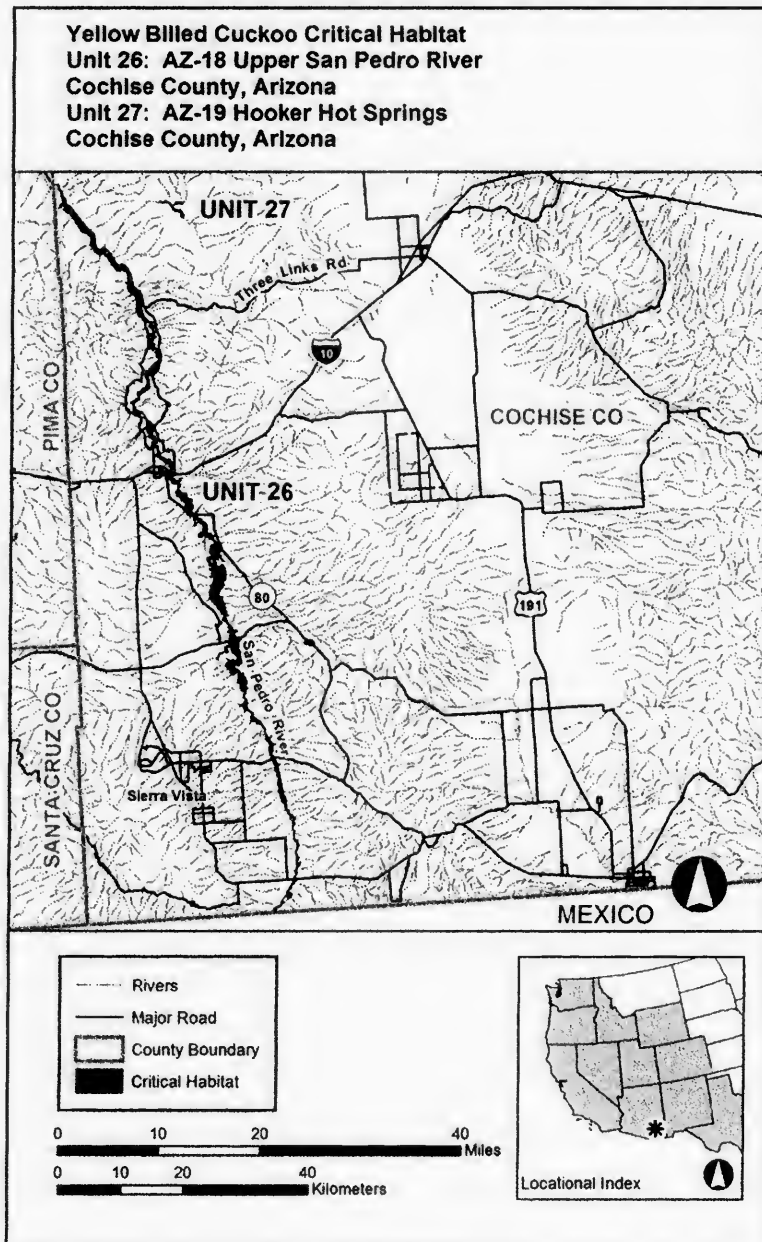 Yellow Billed Cuckoo Critical Habitat
Unit 26: AZ-18 Upper San Pedro River
Cochise County, Arizona
Unit 27: AZ-19 Hooker Hot Springs
Cochise County, Arizona
UNIT 27
Three Links Rd.
10
PIMA CO
COCHISE CO
UNIT 26
80
191
San Pedro River
SANTA CRUZ CO
Sierra Vista
MEXICO
Rivers
Major Road
County Boundary
Critical Habitat
0 10 20 40
Miles
0 10 20 40
Kilometers
Locational Index